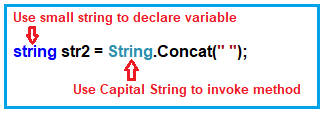 Use small string to declare variable
string str2 = String.Concat(" ");
Use Capital String to invoke method